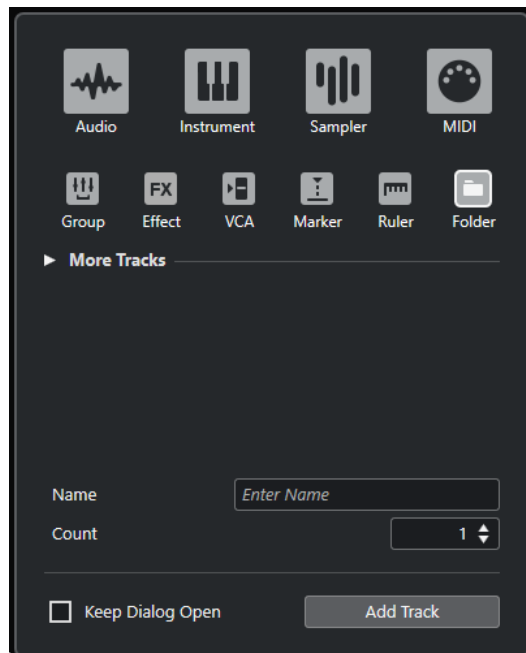 Audio Instrument Sampler MIDI
FX
Group Effect VCA Marker Ruler Folder
More Tracks
Name Enter Name
Count 1
Keep Dialog Open Add Track